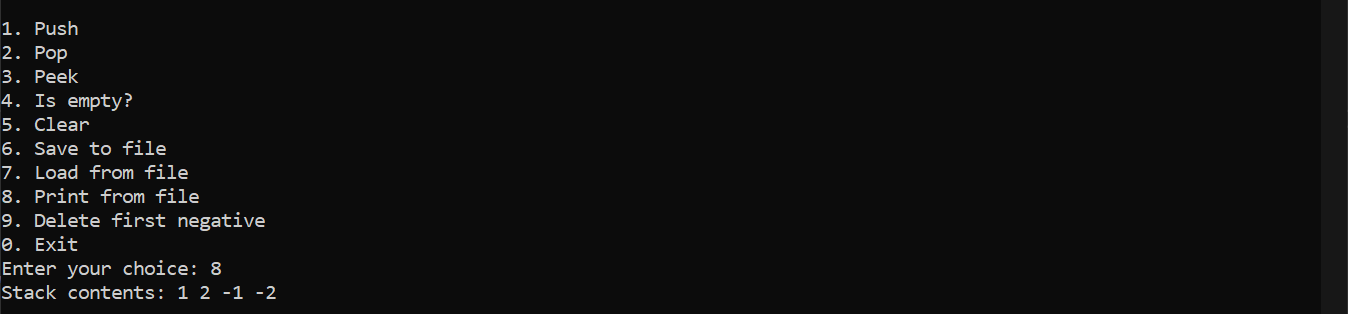 1. Push
2. Pop
3. Peek
4. Is empty?
5. Clear
6. Save to file
7. Load from file
8. Print from file
9. Delete first negative
0. Exit
Enter your choice: 8
Stack contents: 1 2 -1 -2